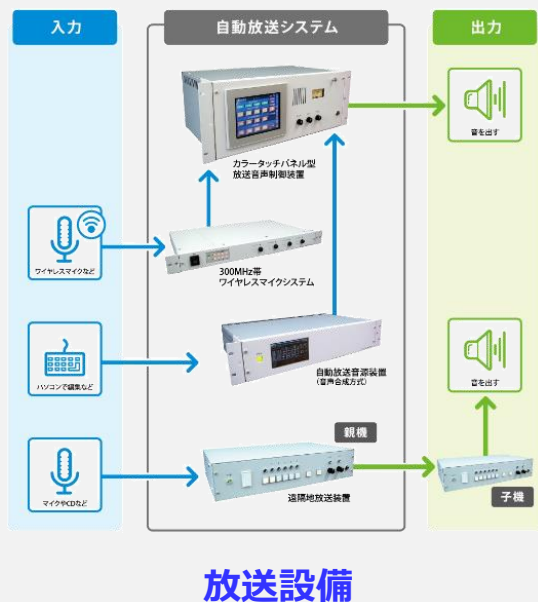 入力
自動放送システム
出力
カラータッチパネル型
放送音声制御装置
音を出す
ワイヤレスマイクなど
300MHz帯
ワイヤレスマイクシステム
パソコンで編集など
自動放送音源装置
(音声合成方式)
音を出す
親機
マイクやCDなど
遠隔地放送装置
子機
放送設備